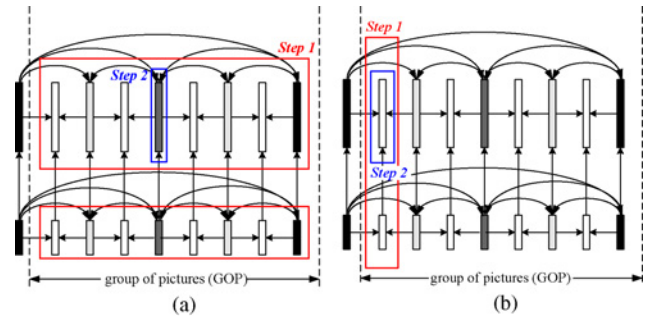 Step 1
Step 2
group of pictures (GOP)
(a)
Step 1
Step 2
group of pictures (GOP)
(b)